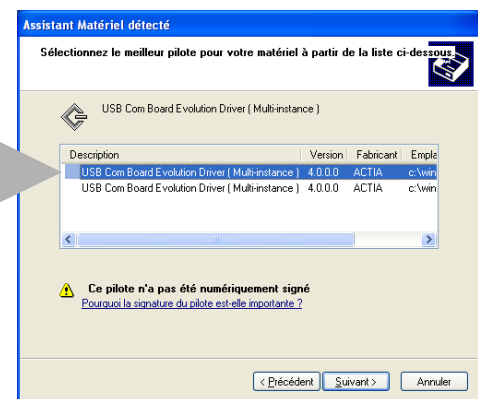 Assistant Matériel détecté
Sélectionnez le meilleur pilote pour votre matériel à partir de la liste ci-dessous.
USB Com Board Evolution Driver ( Multi-instance )
Description Version Fabricant Empla
USB Com Board Evolution Driver ( Multi-instance ) 4.0.0.0 ACTIA c:\win
USB Com Board Evolution Driver ( Multi-instance ) 4.0.0.0 ACTIA c:\win
Ce pilote n'a pas été numériquement signé
Pourquoi la signature du pilote est-elle importante ?
< Précédent Suivant > Annuler